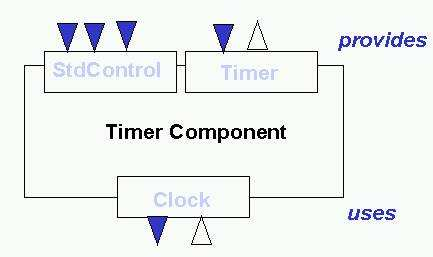 provides
StdControl
Timer
Timer Component
Clock
uses